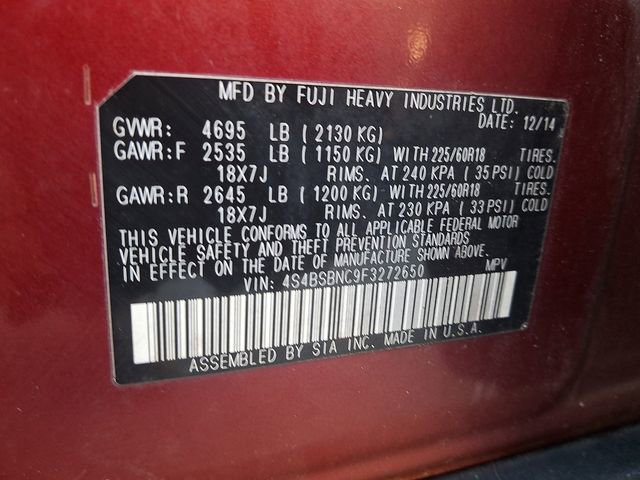 MFD BY FUJI HEAVY INDUSTRIES LTD.
DATE: 12/14
GVWR: 4695 LB ( 2130 KG)
GAWR: F 2535 LB ( 1150 KG) WITH 225/60R18 TIRES.
18X7J RIMS. AT 240 KPA ( 35 PSI) COLD
GAWR: R 2645 LB ( 1200 KG) WITH 225/60R18 TIRES.
18X7J RIMS. AT 230 KPA ( 33 PSI) COLD
THIS VEHICLE CONFORMS TO ALL APPLICABLE FEDERAL MOTOR
VEHICLE SAFETY AND THEFT PREVENTION STANDARDS
IN EFFECT ON THE DATE OF MANUFACTURE SHOWN ABOVE.
VIN: 4S4BSBNC9F3272650 MPV
ASSEMBLED BY SIA INC. MADE IN U.S.A.